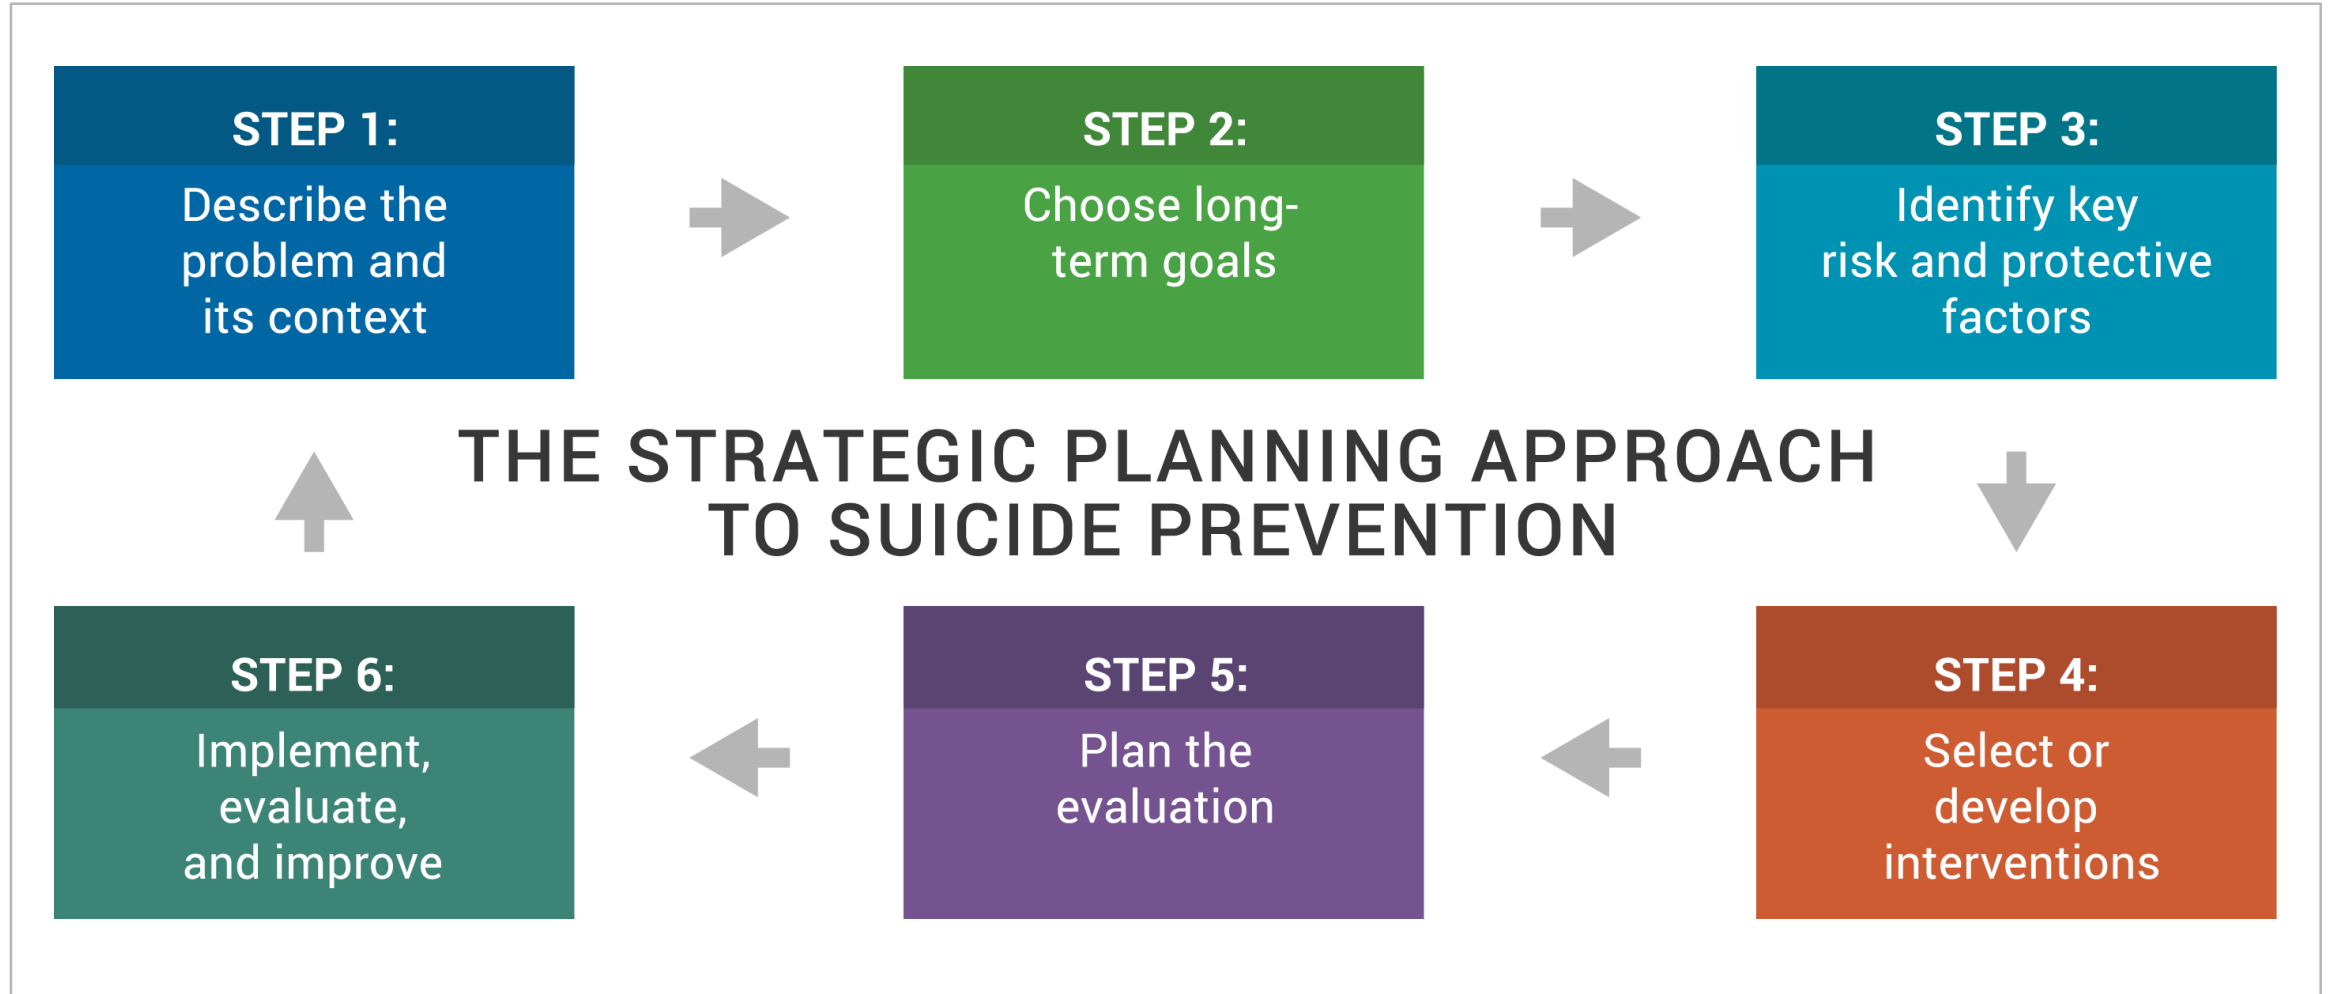 STEP 1:
Describe the
problem and
its context
STEP 2:
Choose long-
term goals
STEP 3:
Identify key
risk and protective
factors
THE STRATEGIC PLANNING APPROACH
TO SUICIDE PREVENTION
STEP 4:
Select or
develop
interventions
STEP 5:
Plan the
evaluation
STEP 6:
Implement,
evaluate,
and improve